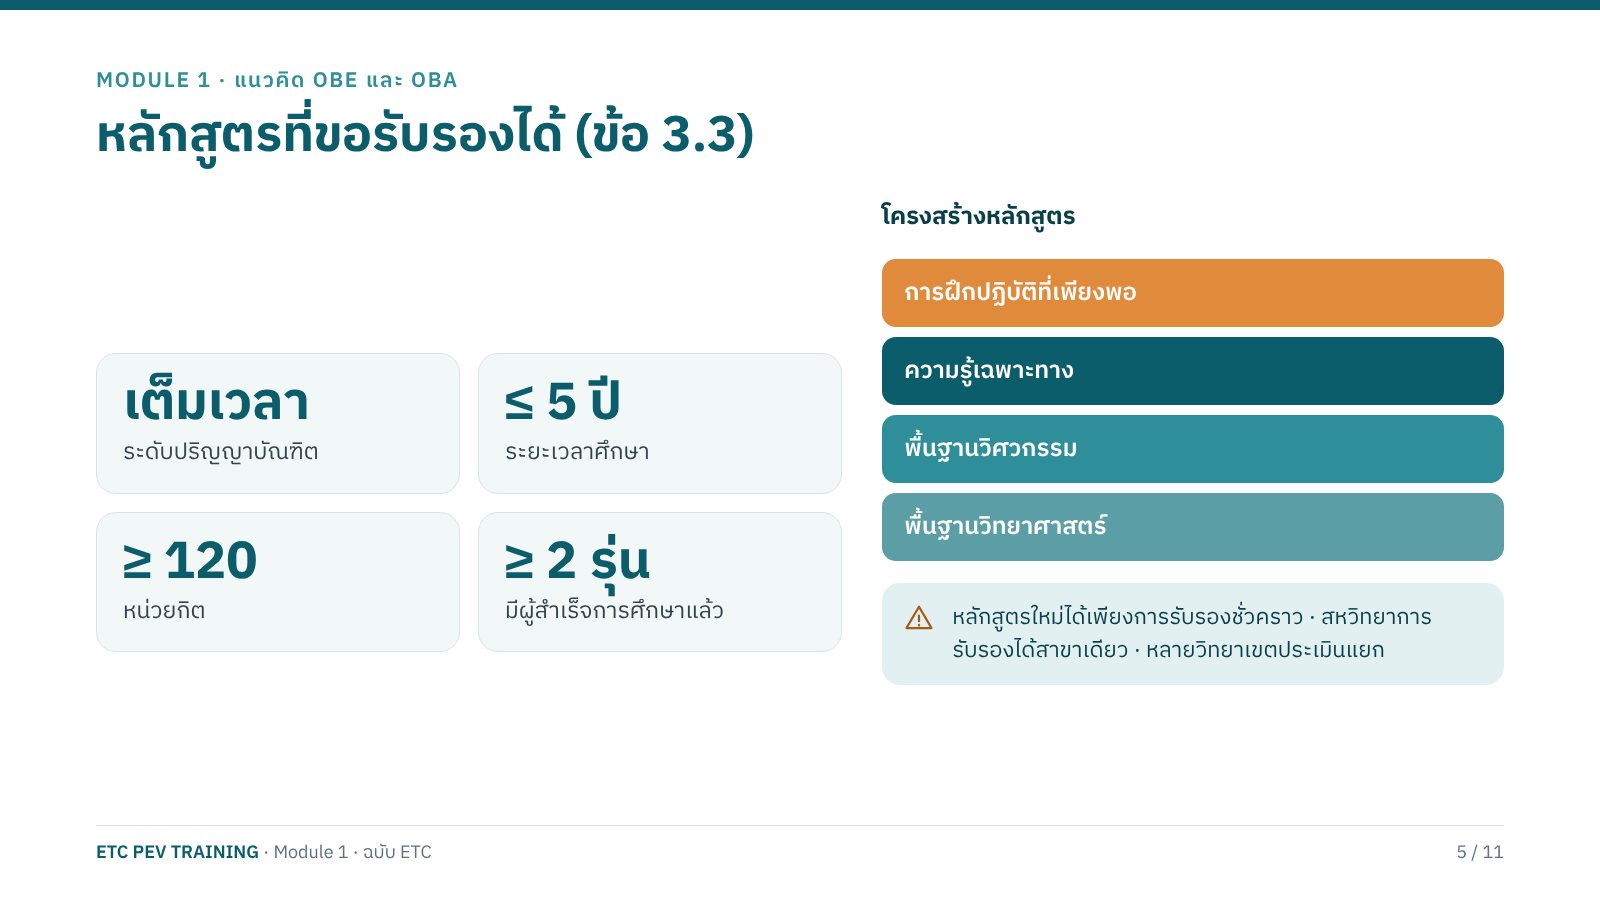 MODULE 1 · แนวคิด OBE และ OBA
หลักสูตรที่ขอรับรองได้ (ข้อ 3.3)
เต็มเวลา
ระดับปริญญาบัณฑิต
≤ 5 ปี
ระยะเวลาศึกษา
≥ 120
หน่วยกิต
≥ 2 รุ่น
มีผู้สำเร็จการศึกษาแล้ว
โครงสร้างหลักสูตร
การฝึกปฏิบัติที่เพียงพอ
ความรู้เฉพาะทาง
พื้นฐานวิศวกรรม
พื้นฐานวิทยาศาสตร์
หลักสูตรใหม่ได้เพียงการรับรองชั่วคราว · สหวิทยาการ
รับรองได้สาขาเดียว · หลายวิทยาเขตประเมินแยก
ETC PEV TRAINING · Module 1 · ฉบับ ETC
5 / 11